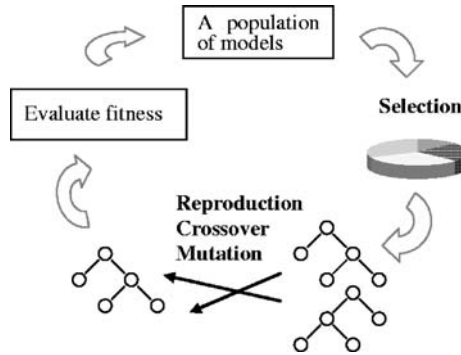 A population
of models
Evaluate fitness
Selection
Reproduction
Crossover
Mutation